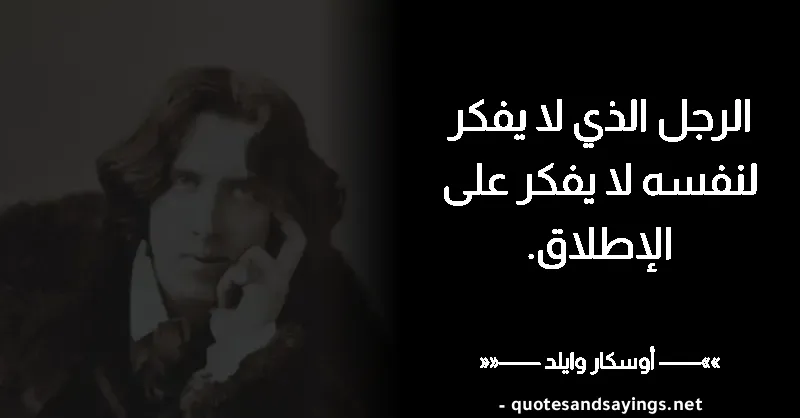 الرجل الذي لا يفكر
لنفسه لا يفكر على
الإطلاق.
»»——— أوسكار وايلد ———««
- quotesandsayings.net